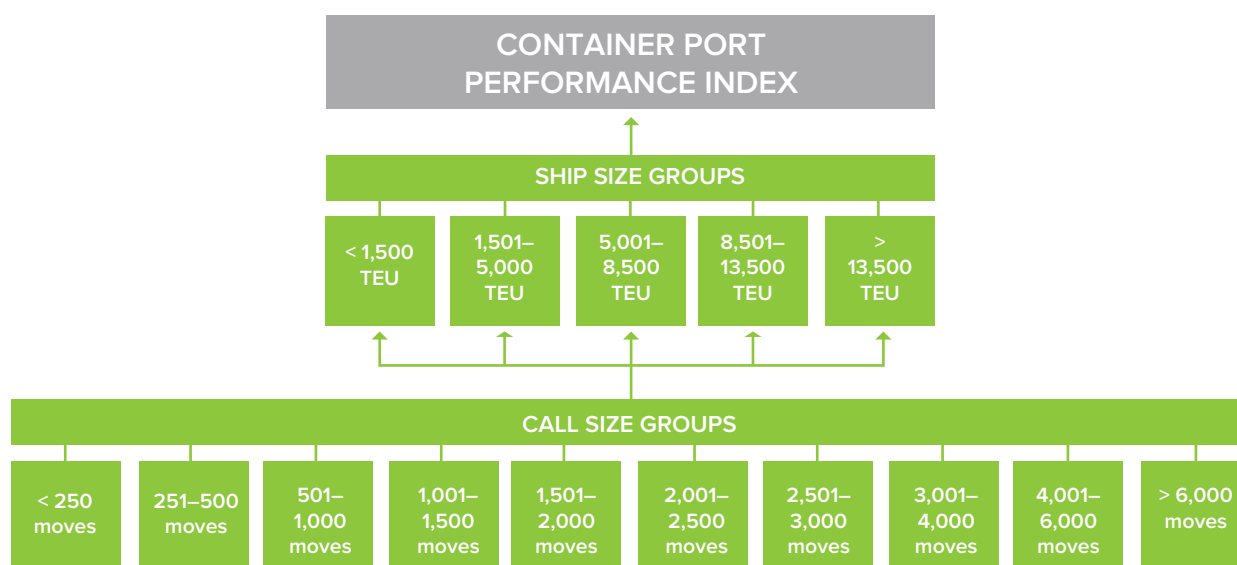 CONTAINER PORT
PERFORMANCE INDEX
SHIP SIZE GROUPS
< 1,500
TEU
1,501–
5,000
TEU
5,001–
8,500
TEU
8,501–
13,500
TEU
>
13,500
TEU
CALL SIZE GROUPS
< 250
moves
251–500
moves
501–
1,000
moves
1,001–
1,500
moves
1,501–
2,000
moves
2,001–
2,500
moves
2,501–
3,000
moves
3,001–
4,000
moves
4,001–
6,000
moves
> 6,000
moves